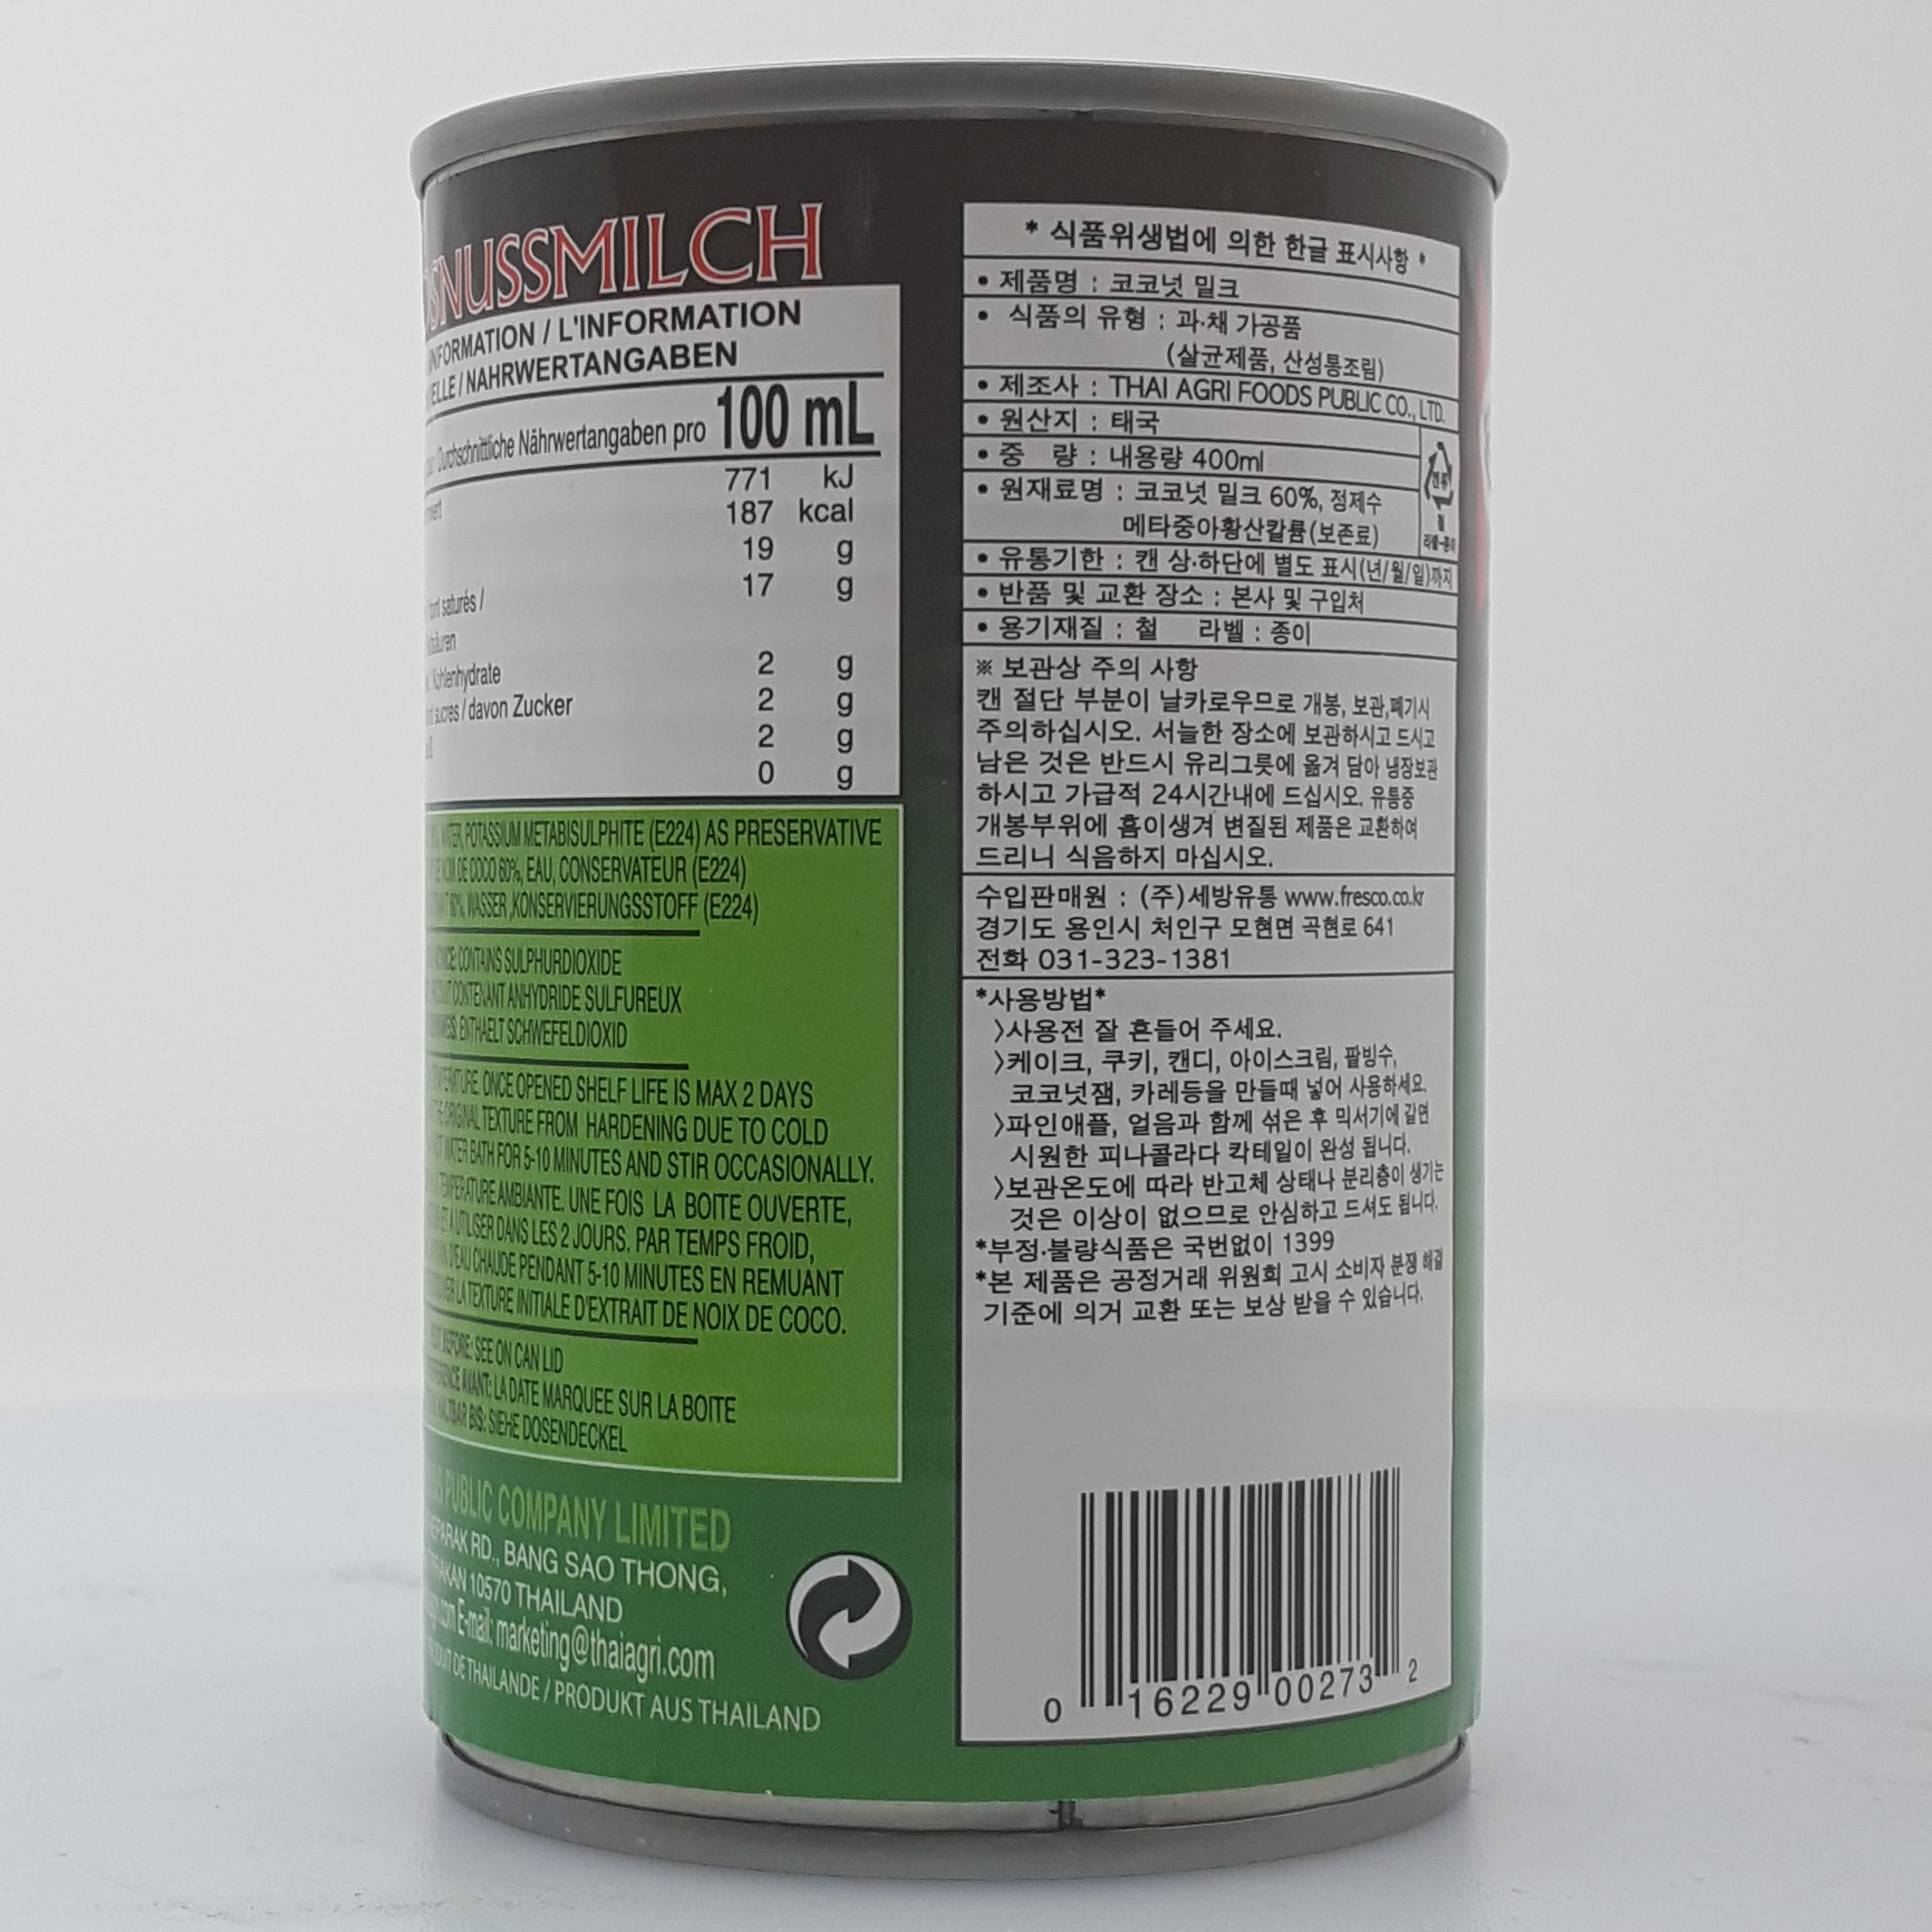 NUSSMILCH
INFORMATION / L'INFORMATION
/ NAHRWERTANGABEN
Durchschnittliche Nährwertangaben pro 100 mL
771 kJ
187 kcal
19 g
17 g
saturés /
Kohlenhydrate 2 g
sucres / davon Zucker 2 g
2 g
0 g
WATER, POTASSIUM METABISULPHITE (E224) AS PRESERVATIVE
DE COCO 60%, EAU, CONSERVATEUR (E224)
60%, WASSER ,KONSERVIERUNGSSTOFF (E224)
CONTAINS SULPHURDIOXIDE
CONTENANT ANHYDRIDE SULFUREUX
ENTHAELT SCHWEFELDIOXID
ONCE OPENED SHELF LIFE IS MAX 2 DAYS
ORIGINAL TEXTURE FROM HARDENING DUE TO COLD
WATER BATH FOR 5-10 MINUTES AND STIR OCCASIONALLY.
TEMPERATURE AMBIANTE. UNE FOIS LA BOITE OUVERTE,
ET A UTILISER DANS LES 2 JOURS. PAR TEMPS FROID,
D'EAU CHAUDE PENDANT 5-10 MINUTES EN REMUANT
LA TEXTURE INITIALE D'EXTRAIT DE NOIX DE COCO.
BEFORE: SEE ON CAN LID
AVANT: LA DATE MARQUEE SUR LA BOITE
BIS: SIEHE DOSENDECKEL
PUBLIC COMPANY LIMITED
RD., BANG SAO THONG,
10570 THAILAND
E-mail: marketing@thaiagri.com
DE THAILANDE / PRODUKT AUS THAILAND
* 식품위생법에 의한 한글 표시사항 *
• 제품명 : 코코넛 밀크
• 식품의 유형 : 과·채 가공품
(살균제품, 산성통조림)
• 제조사 : THAI AGRI FOODS PUBLIC CO., LTD.
• 원산지 : 태국
• 중 량 : 내용량 400ml
• 원재료명 : 코코넛 밀크 60%, 정제수
메타중아황산칼륨(보존료)
캔류
철
라벨-종이
• 유통기한 : 캔 상·하단에 별도 표시(년/월/일)까지
• 반품 및 교환 장소 : 본사 및 구입처
• 용기재질 : 철 라벨 : 종이
※ 보관상 주의 사항
캔 절단 부분이 날카로우므로 개봉, 보관,폐기시
주의하십시오. 서늘한 장소에 보관하시고 드시고
남은 것은 반드시 유리그릇에 옮겨 담아 냉장보관
하시고 가급적 24시간내에 드십시오. 유통중
개봉부위에 흠이생겨 변질된 제품은 교환하여
드리니 식음하지 마십시오.
수입판매원 : (주)세방유통 www.fresco.co.kr
경기도 용인시 처인구 모현면 곡현로 641
전화 031-323-1381
*사용방법*
〉사용전 잘 흔들어 주세요.
〉케이크, 쿠키, 캔디, 아이스크림, 팥빙수,
코코넛잼, 카레등을 만들때 넣어 사용하세요.
〉파인애플, 얼음과 함께 섞은 후 믹서기에 갈면
시원한 피나콜라다 칵테일이 완성 됩니다.
〉보관온도에 따라 반고체 상태나 분리층이 생기는
것은 이상이 없으므로 안심하고 드셔도 됩니다.
*부정·불량식품은 국번없이 1399
*본 제품은 공정거래 위원회 고시 소비자 분쟁 해결
기준에 의거 교환 또는 보상 받을 수 있습니다.
0 16229 00273 2